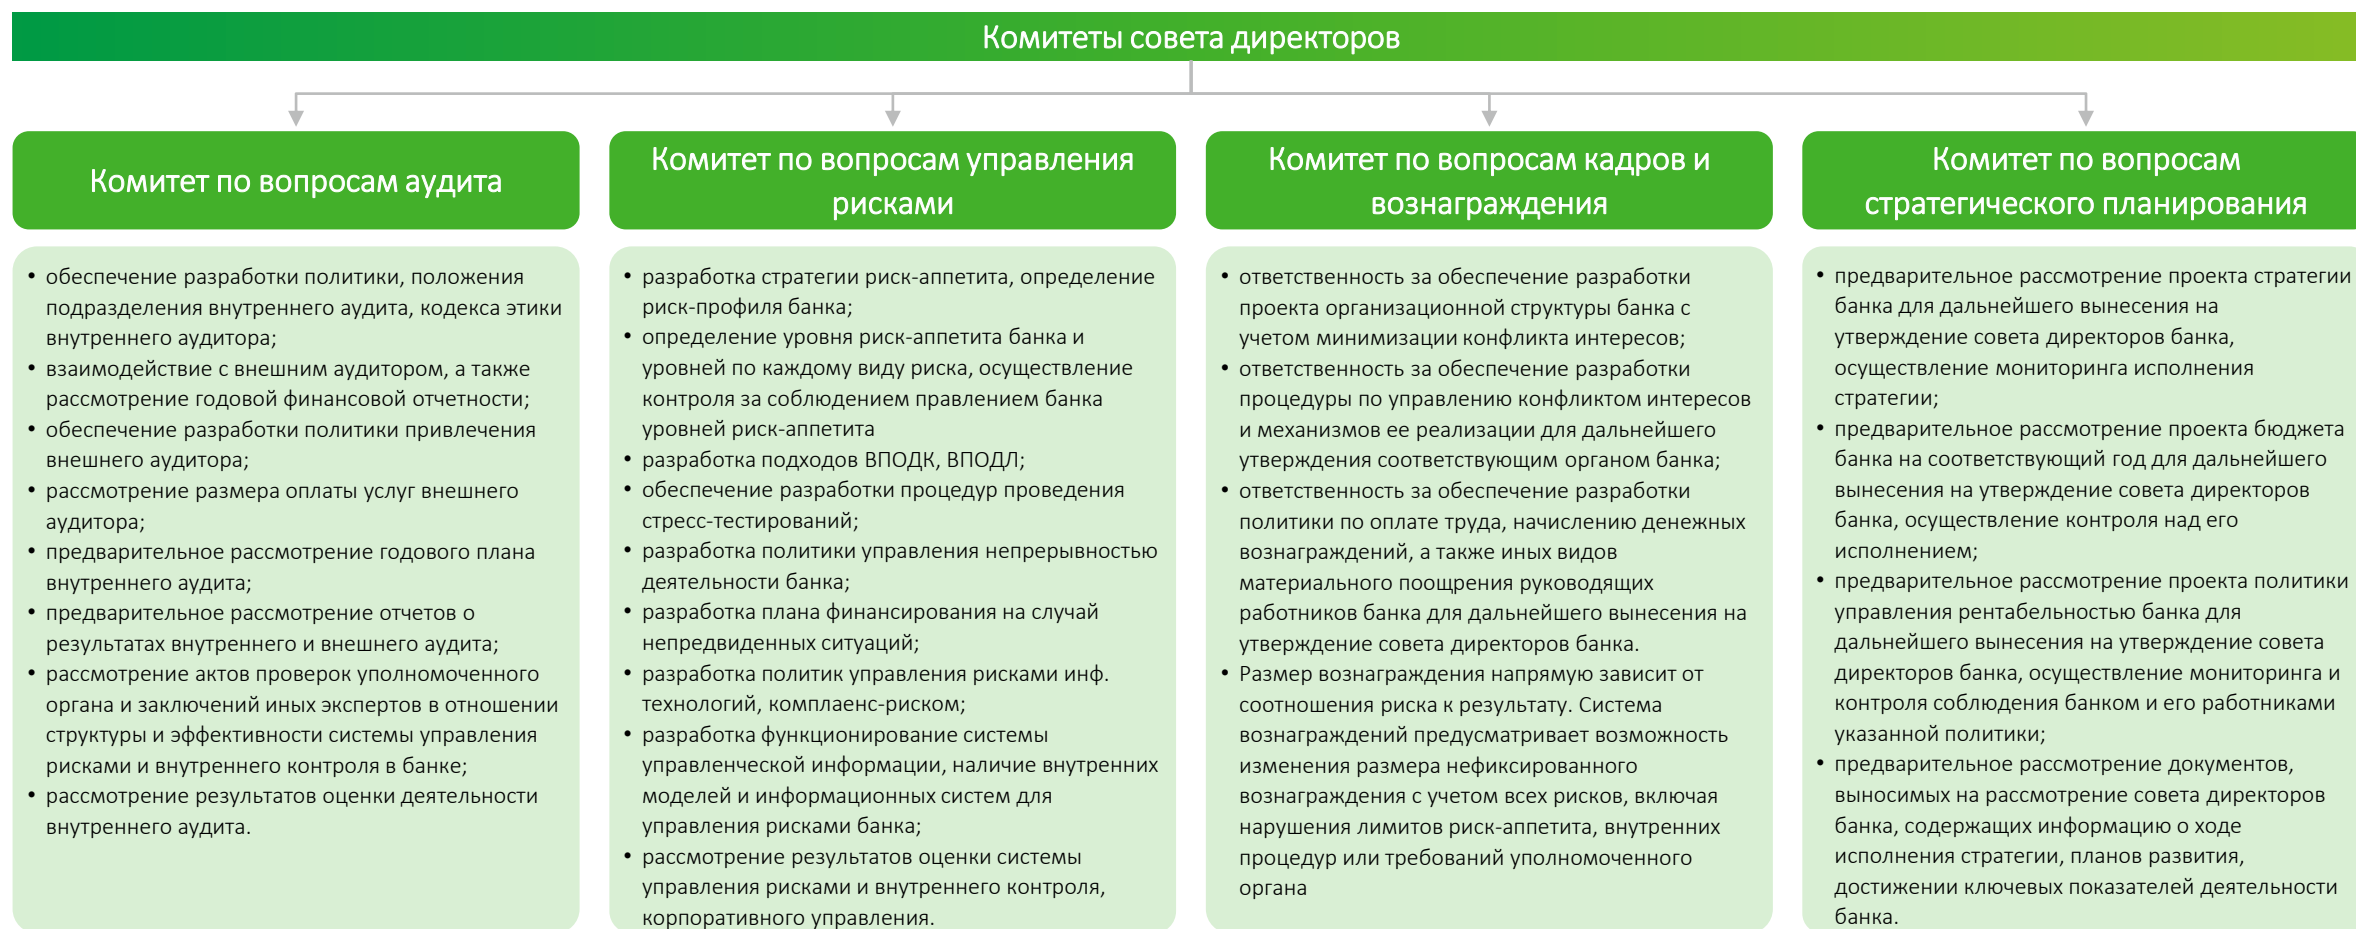 Комитеты совета директоров
Комитет по вопросам аудита
• обеспечение разработки политики, положения
подразделения внутреннего аудита, кодекса этики
внутреннего аудитора;
• взаимодействие с внешним аудитором, а также
рассмотрение годовой финансовой отчетности;
• обеспечение разработки политики привлечения
внешнего аудитора;
• рассмотрение размера оплаты услуг внешнего
аудитора;
• предварительное рассмотрение годового плана
внутреннего аудита;
• предварительное рассмотрение отчетов о
результатах внутреннего и внешнего аудита;
• рассмотрение актов проверок уполномоченного
органа и заключений иных экспертов в отношении
структуры и эффективности системы управления
рисками и внутреннего контроля в банке;
• рассмотрение результатов оценки деятельности
внутреннего аудита.
Комитет по вопросам управления
рисками
• разработка стратегии риск-аппетита, определение
риск-профиля банка;
• определение уровня риск-аппетита банка и
уровней по каждому виду риска, осуществление
контроля за соблюдением правлением банка
уровней риск-аппетита
• разработка подходов ВПОДК, ВПОДЛ;
• обеспечение разработки процедур проведения
стресс-тестирований;
• разработка политики управления непрерывностью
деятельности банка;
• разработка плана финансирования на случай
непредвиденных ситуаций;
• разработка политик управления рисками инф.
технологий, комплаенс-риском;
• разработка функционирование системы
управленческой информации, наличие внутренних
моделей и информационных систем для
управления рисками банка;
• рассмотрение результатов оценки системы
управления рисками и внутреннего контроля,
корпоративного управления.
Комитет по вопросам кадров и
вознаграждения
• ответственность за обеспечение разработки
проекта организационной структуры банка с
учетом минимизации конфликта интересов;
• ответственность за обеспечение разработки
процедуры по управлению конфликтом интересов
и механизмов ее реализации для дальнейшего
утверждения соответствующим органом банка;
• ответственность за обеспечение разработки
политики по оплате труда, начислению денежных
вознаграждений, а также иных видов
материального поощрения руководящих
работников банка для дальнейшего вынесения на
утверждение совета директоров банка.
• Размер вознаграждения напрямую зависит от
соотношения риска к результату. Система
вознаграждений предусматривает возможность
изменения размера нефиксированного
вознаграждения с учетом всех рисков, включая
нарушения лимитов риск-аппетита, внутренних
процедур или требований уполномоченного
органа
Комитет по вопросам
стратегического планирования
• предварительное рассмотрение проекта стратегии
банка для дальнейшего вынесения на
утверждение совета директоров банка,
осуществление мониторинга исполнения
стратегии;
• предварительное рассмотрение проекта бюджета
банка на соответствующий год для дальнейшего
вынесения на утверждение совета директоров
банка, осуществление контроля над его
исполнением;
• предварительное рассмотрение проекта политики
управления рентабельностью банка для
дальнейшего вынесения на утверждение совета
директоров банка, осуществление мониторинга и
контроля соблюдения банком и его работниками
указанной политики;
• предварительное рассмотрение документов,
выносимых на рассмотрение совета директоров
банка, содержащих информацию о ходе
исполнения стратегии, планов развития,
достижении ключевых показателей деятельности
банка.